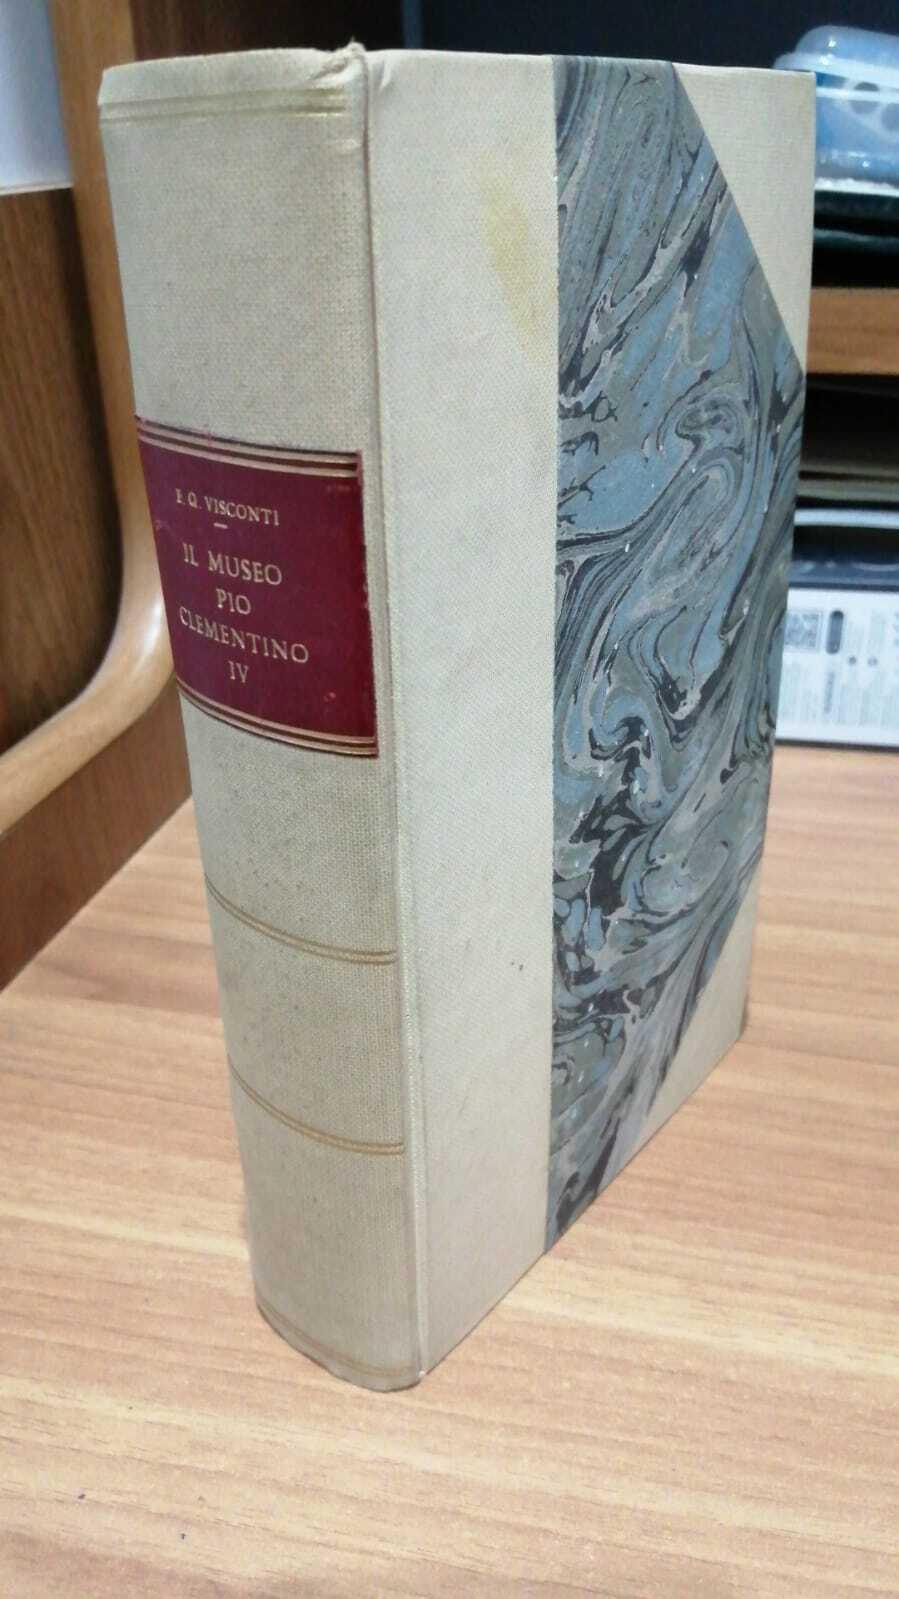 E. Q. VISCONTI
IL MUSEO
PIO
CLEMENTINO
IV